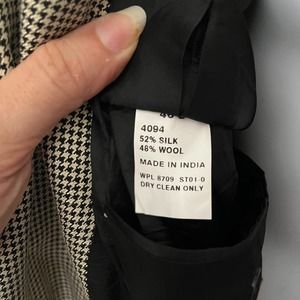 4094
52% SILK
48% WOOL
MADE IN INDIA
WPL 8709 ST01-0
DRY CLEAN ONLY